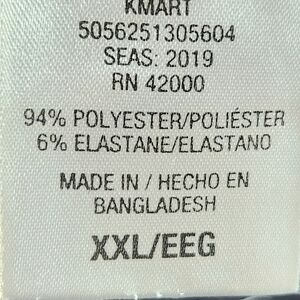 KMART
5056251305604
SEAS: 2019
RN 42000
94% POLYESTER/POLIÉSTER
6% ELASTANE/ELASTANO
MADE IN / HECHO EN
BANGLADESH
XXL/EEG